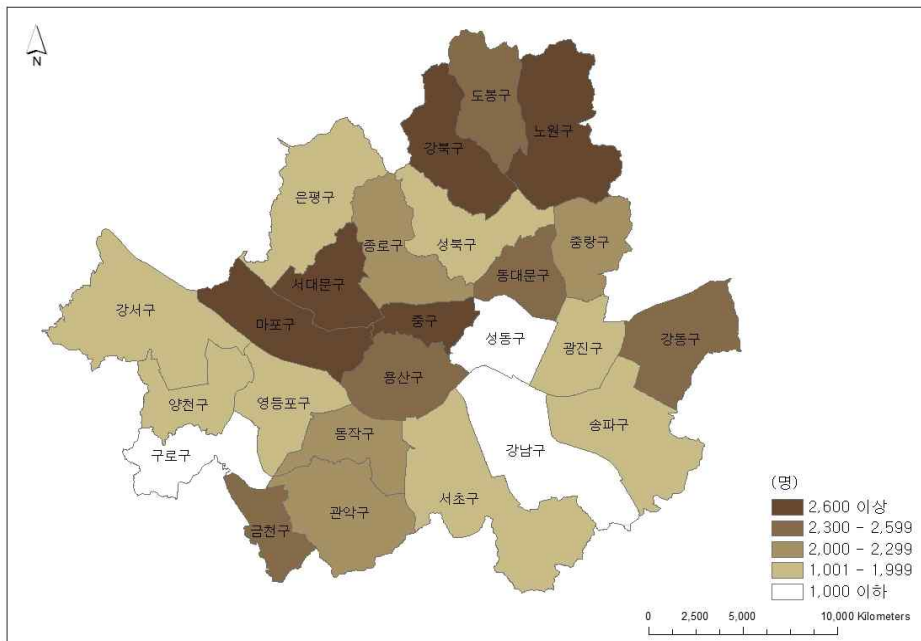 N
도봉구
노원구
강북구
은평구
종로구
성북구
중랑구
동대문구
서대문구
강서구
마포구
중구
성동구
광진구
강동구
용산구
양천구
영등포구
송파구
동작구
강남구
구로구
서초구
관악구
금천구
(명)
2,600 이상
2,300 - 2,599
2,000 - 2,299
1,001 - 1,999
1,000 이하
0 2,500 5,000 10,000 Kilometers